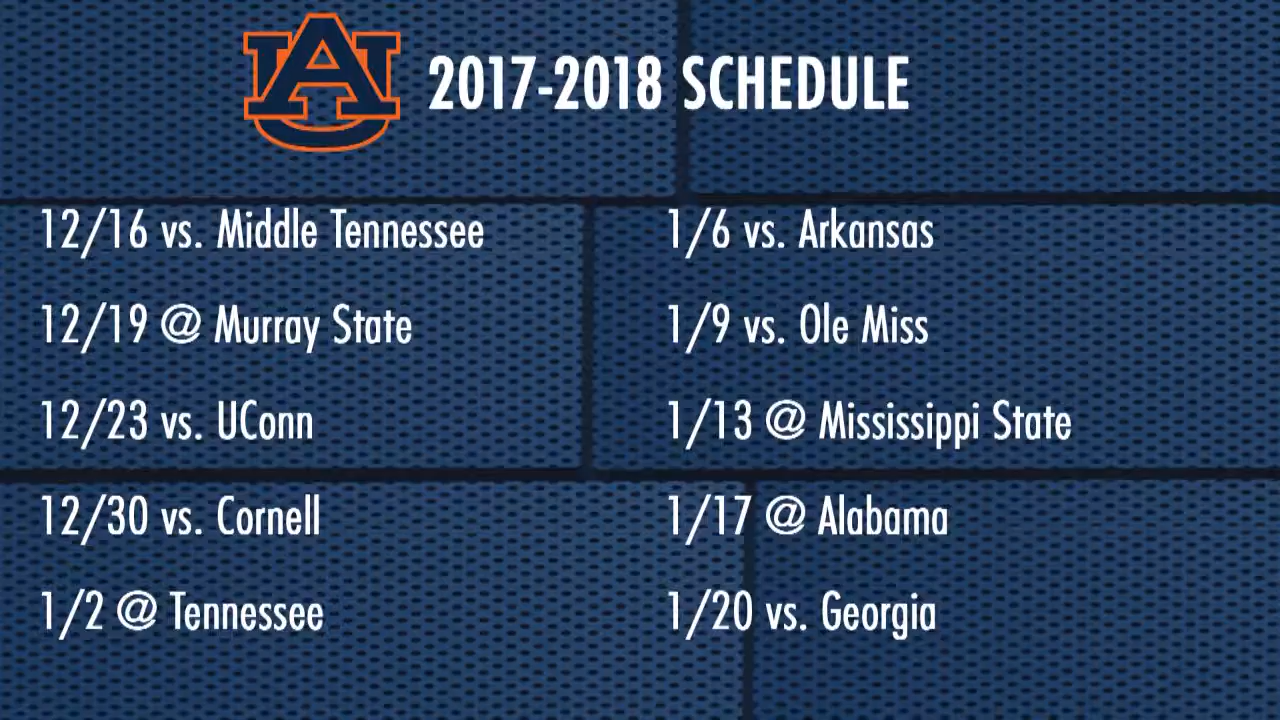 AU
2017-2018 SCHEDULE
12/16 vs. Middle Tennessee
12/19 @ Murray State
12/23 vs. UConn
12/30 vs. Cornell
1/2 @ Tennessee
1/6 vs. Arkansas
1/9 vs. Ole Miss
1/13 @ Mississippi State
1/17 @ Alabama
1/20 vs. Georgia